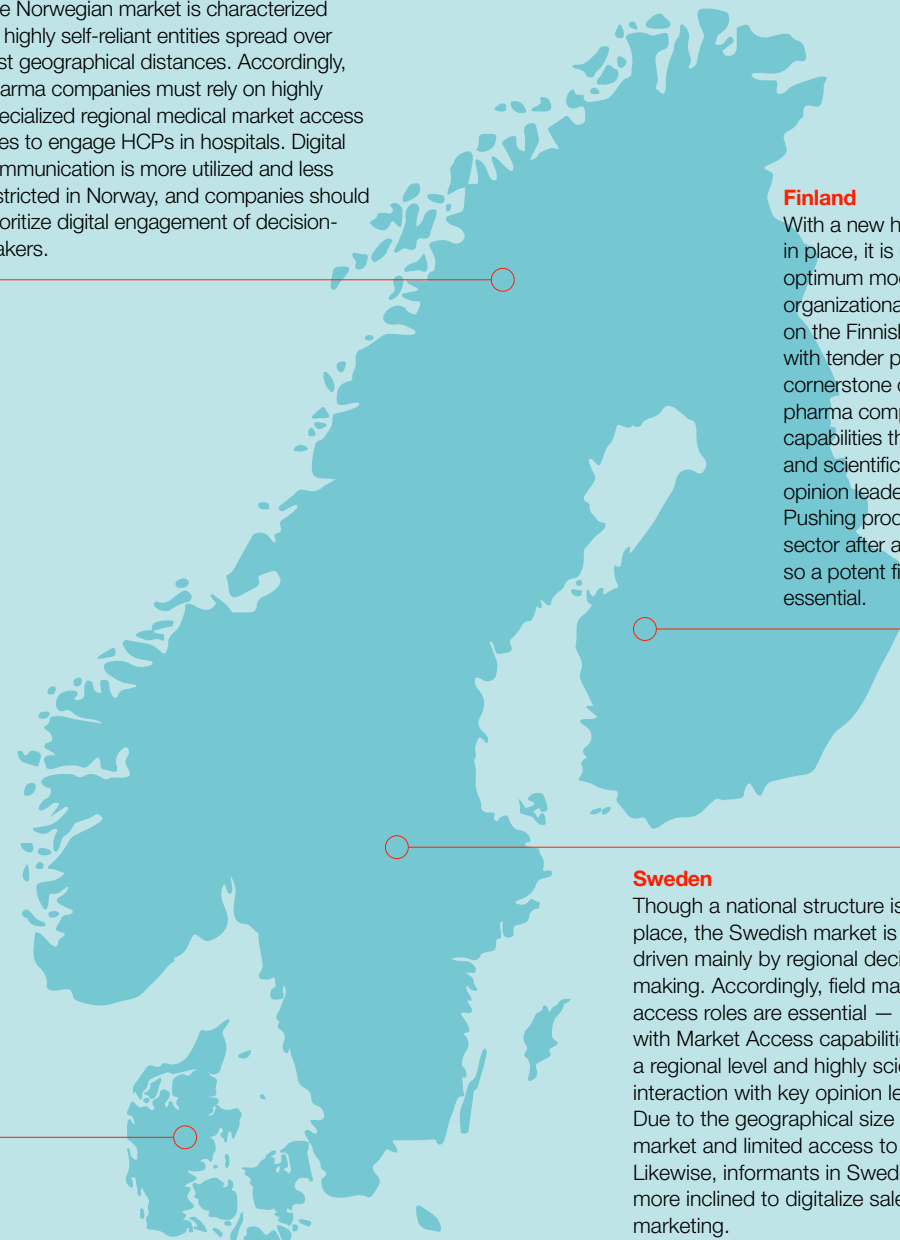 e Norwegian market is characterized
highly self-reliant entities spread over
st geographical distances. Accordingly,
arma companies must rely on highly
ecialized regional medical market access
es to engage HCPs in hospitals. Digital
mmunication is more utilized and less
stricted in Norway, and companies should
oritize digital engagement of decision-
akers.
Finland
With a new h
in place, it is
optimum mod
organizationa
on the Finnish
with tender p
cornerstone o
pharma comp
capabilities th
and scientific
opinion leade
Pushing prod
sector after a
so a potent fi
essential.
Sweden
Though a national structure is
place, the Swedish market is
driven mainly by regional deci
making. Accordingly, field ma
access roles are essential —
with Market Access capabiliti
a regional level and highly scie
interaction with key opinion le
Due to the geographical size
market and limited access to
Likewise, informants in Swed
more inclined to digitalize sale
marketing.